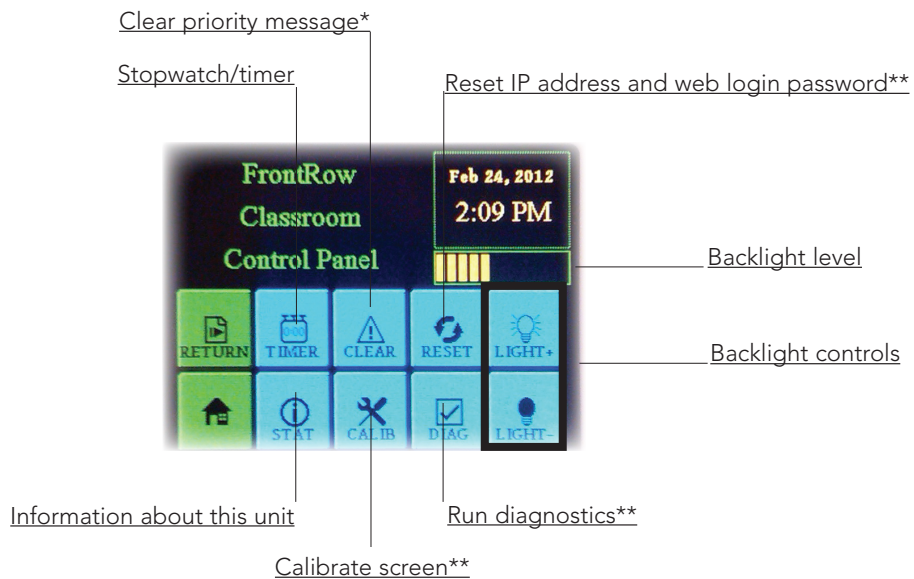 Clear priority message*
Stopwatch/timer
Reset IP address and web login password**
FrontRow
Classroom
Control Panel
Feb 24, 2012
2:09 PM
Backlight level
RETURN
0:00
TIMER
CLEAR
RESET
LIGHT+
Backlight controls
STAT
CALIB
DIAG
LIGHT-
Information about this unit
Run diagnostics**
Calibrate screen**